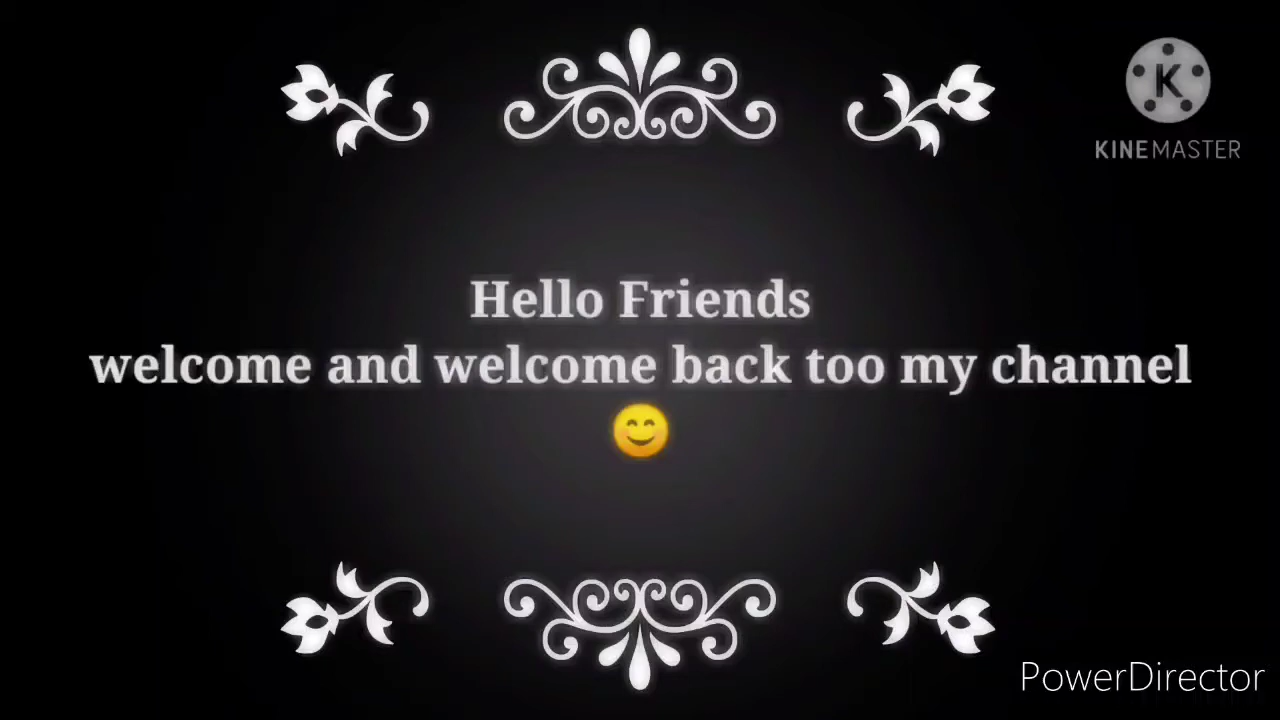 K
KINEMASTER
Hello Friends
welcome and welcome back too my channel
😊
PowerDirector